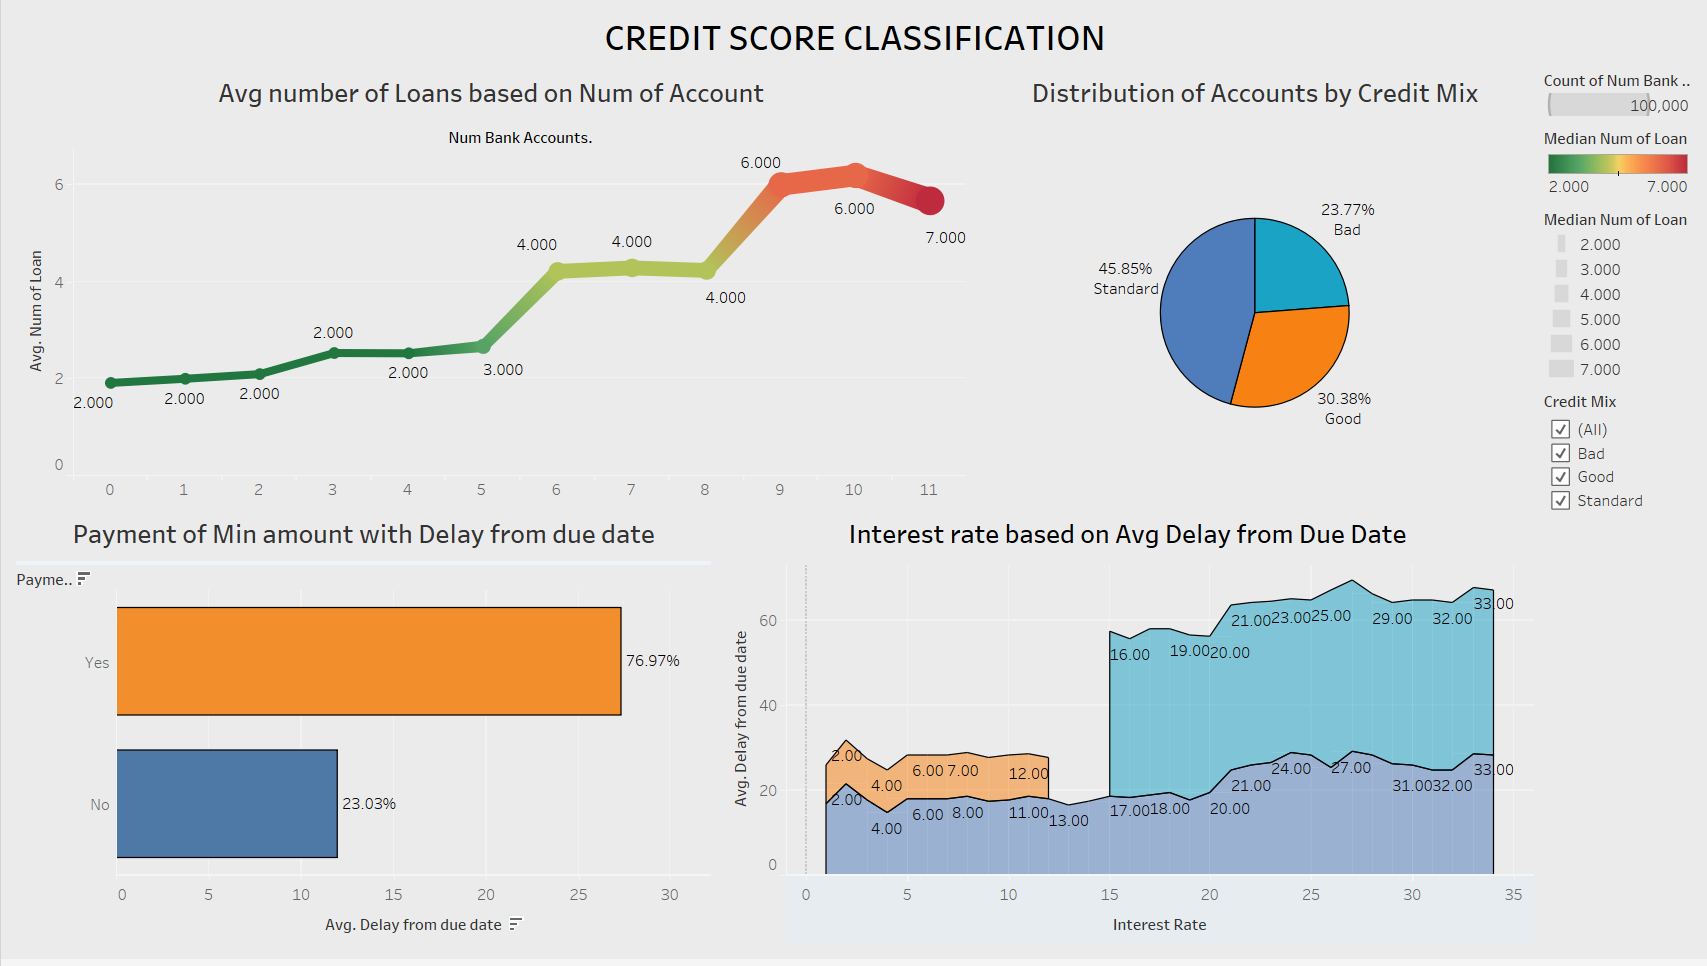 CREDIT SCORE CLASSIFICATION
Avg number of Loans based on Num of Account
Num Bank Accounts.
Avg. Num of Loan
6
4
2
0
2.000
2.000
2.000
2.000
2.000
3.000
4.000
4.000
4.000
6.000
6.000
7.000
0 1 2 3 4 5 6 7 8 9 10 11
Distribution of Accounts by Credit Mix
23.77%
Bad
45.85%
Standard
30.38%
Good
Count of Num Bank ..
100,000
Median Num of Loan
2.000 7.000
Median Num of Loan
2.000
3.000
4.000
5.000
6.000
7.000
Credit Mix
(All)
Bad
Good
Standard
Payment of Min amount with Delay from due date
Payme..
Yes
76.97%
No
23.03%
0 5 10 15 20 25 30
Avg. Delay from due date
Interest rate based on Avg Delay from Due Date
Avg. Delay from due date
60
40
20
0
16.00 19.00 20.00 21.00 23.00 25.00 29.00 32.00 33.00
2.00 4.00 6.00 7.00 12.00
2.00 4.00 6.00 8.00 11.00 13.00 17.00 18.00 20.00 21.00 24.00 27.00 31.00 32.00 33.00
0 5 10 15 20 25 30 35
Interest Rate